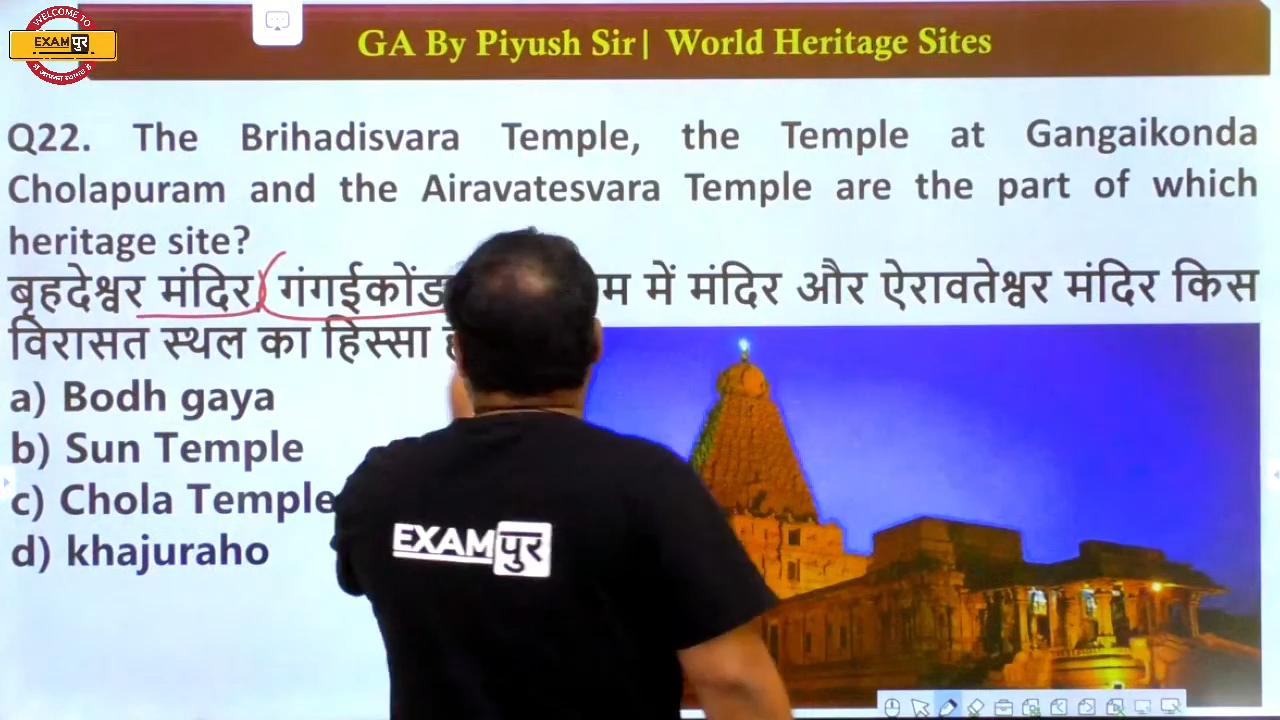 WELCOME TO
EXAMपुर
GA By Piyush Sir| World Heritage Sites
Q22. The Brihadisvara Temple, the Temple at Gangaikonda
Cholapuram and the Airavatesvara Temple are the part of which
heritage site?
बृहदेश्वर मंदिर, गंगईकोंड म में मंदिर और ऐरावतेश्वर मंदिर किस
विरासत स्थल का हिस्सा
a) Bodh gaya
b) Sun Temple
c) Chola Temple
d) khajuraho
EXAMपुर